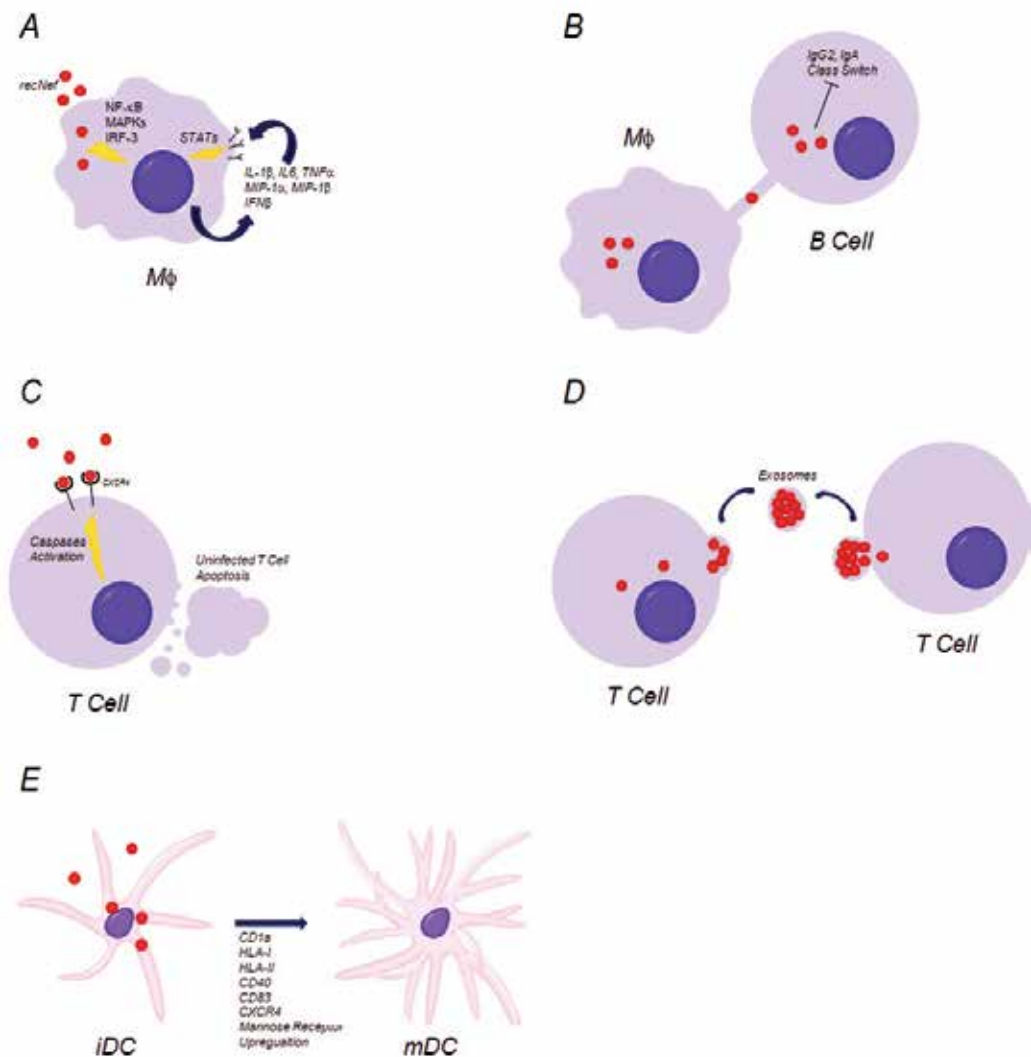 A
recNef
NF-κB
MAPKs
IRF-3
STATs
IL-1β, IL6, TNFα
MIP-1α, MIP-1β
IFNβ
Mϕ
B
IgG2, IgA
Class Switch
Mϕ
B Cell
C
CXCR4
Caspases
Activation
Uninfected T Cell
Apoptosis
T Cell
D
Exosomes
T Cell
T Cell
E
CD1a
HLA-I
HLA-II
CD40
CD83
CXCR4
Mannose Receptor
Upregualtion
iDC
mDC